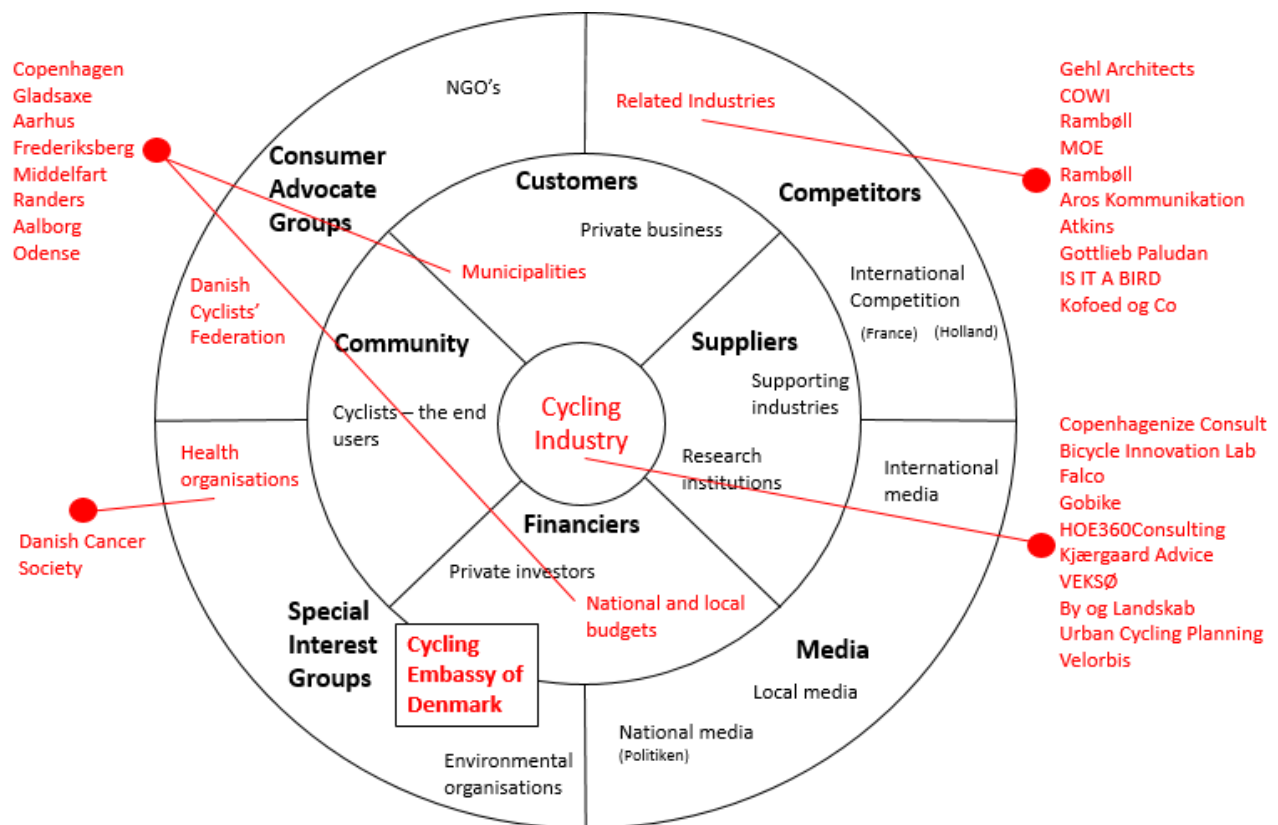 Copenhagen
Gladsaxe
Aarhus
Frederiksberg
Middelfart
Randers
Aalborg
Odense
NGO's
Consumer
Advocate
Groups
Danish
Cyclists'
Federation
Related Industries
Competitors
International
Competition
(France) (Holland)
Gehl Architects
COWI
Rambøll
MOE
Rambøll
Aros Kommunikation
Atkins
Gottlieb Paludan
IS IT A BIRD
Kofoed og Co
Customers
Private business
Municipalities
Community
Cyclists – the end
users
Suppliers
Supporting
industries
Research
institutions
Cycling
Industry
Financiers
Private investors
National and local
budgets
Health
organisations
Danish Cancer
Society
Special
Interest
Groups
Cycling
Embassy of
Denmark
Environmental
organisations
International
media
Media
Local media
National media
(Politiken)
Copenhagenize Consult
Bicycle Innovation Lab
Falco
Gobike
HOE360Consulting
Kjærgaard Advice
VEKSØ
By og Landskab
Urban Cycling Planning
Velorbis